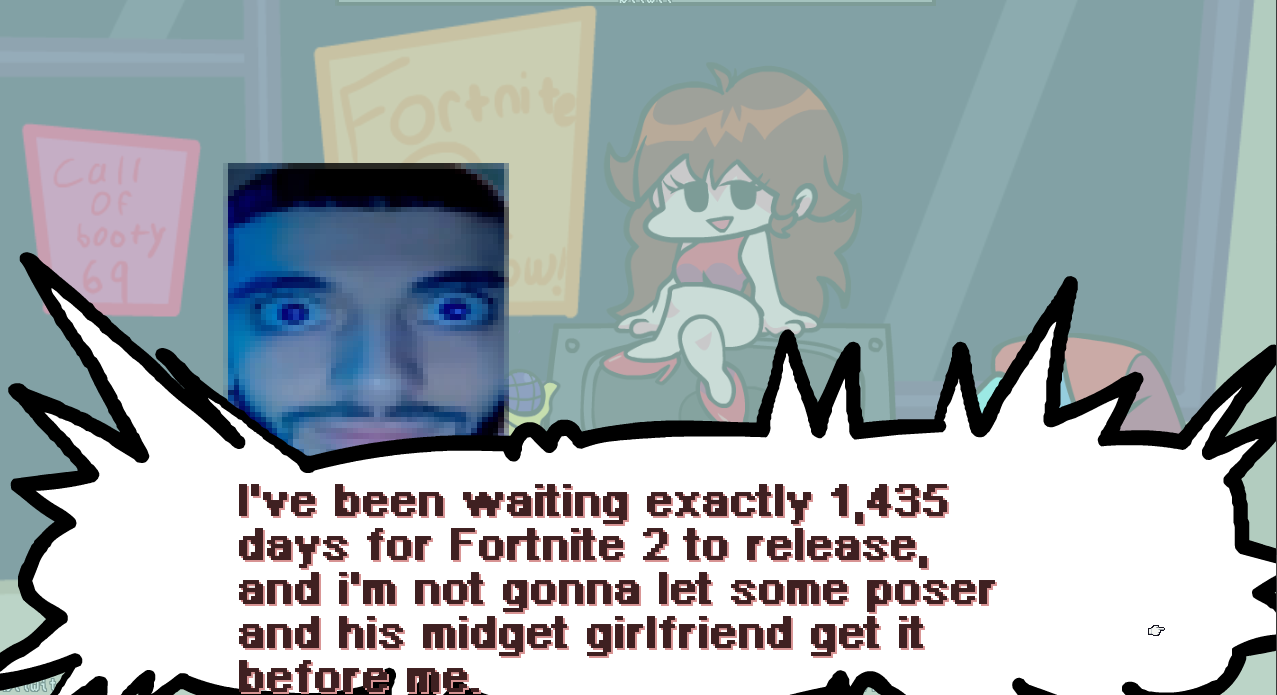 Fortnite
Call
Of
booty
69
ow!
I've been waiting exactly 1,435
days for Fortnite 2 to release,
and i'm not gonna let some poser
and his midget girlfriend get it
before me.